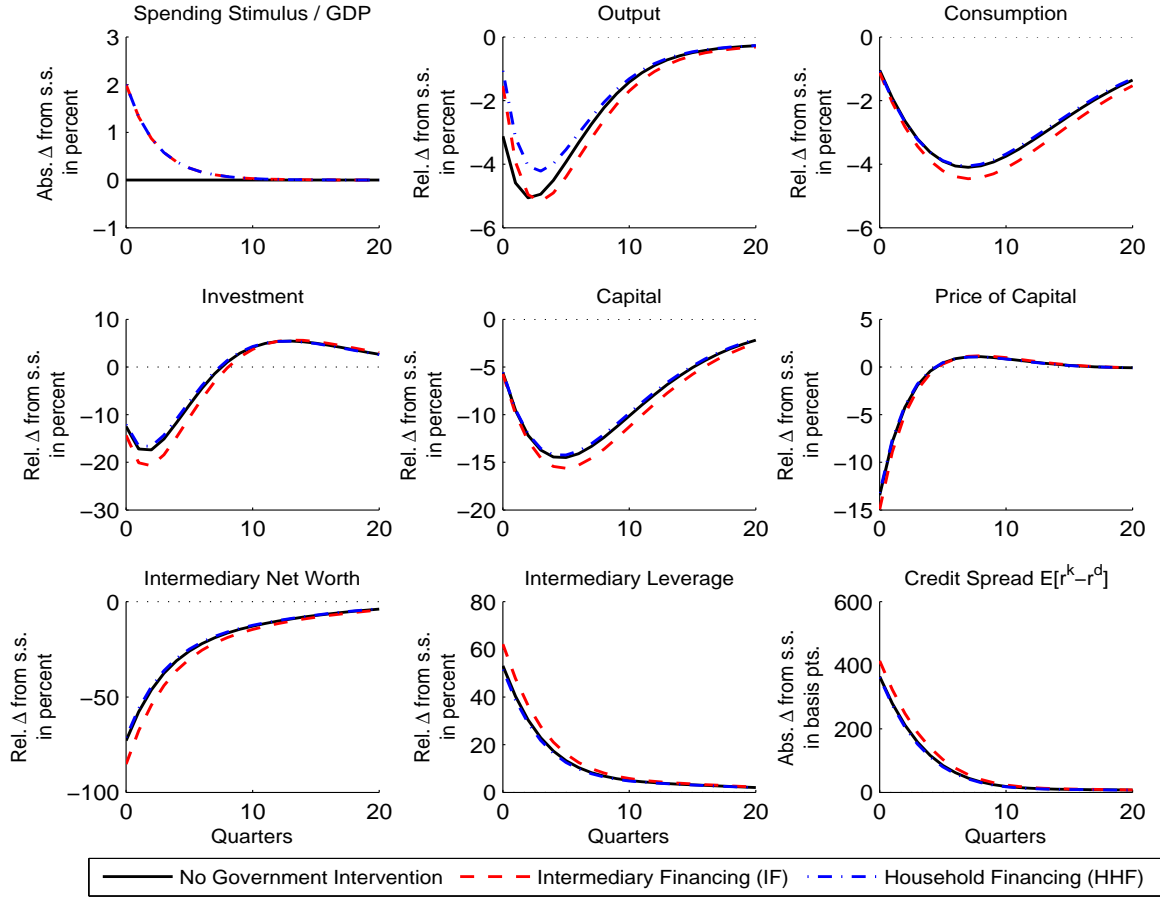 Spending Stimulus / GDP
Abs. Δ from s.s.
in percent
3
2
1
0
−1
0
10
20
Output
Rel. Δ from s.s.
in percent
0
−2
−4
−6
0
10
20
Consumption
Rel. Δ from s.s.
in percent
0
−2
−4
−6
0
10
20
Investment
Rel. Δ from s.s.
in percent
10
0
−10
−20
−30
0
10
20
Capital
Rel. Δ from s.s.
in percent
0
−5
−10
−15
−20
0
10
20
Price of Capital
Rel. Δ from s.s.
in percent
5
0
−5
−10
−15
0
10
20
Intermediary Net Worth
Rel. Δ from s.s.
in percent
0
−50
−100
0
10
20
Quarters
Intermediary Leverage
Rel. Δ from s.s.
in percent
80
60
40
20
0
0
10
20
Quarters
Credit Spread E[r^k−r^d]
Abs. Δ from s.s.
in basis pts.
600
400
200
0
0
10
20
Quarters
No Government Intervention
Intermediary Financing (IF)
Household Financing (HHF)